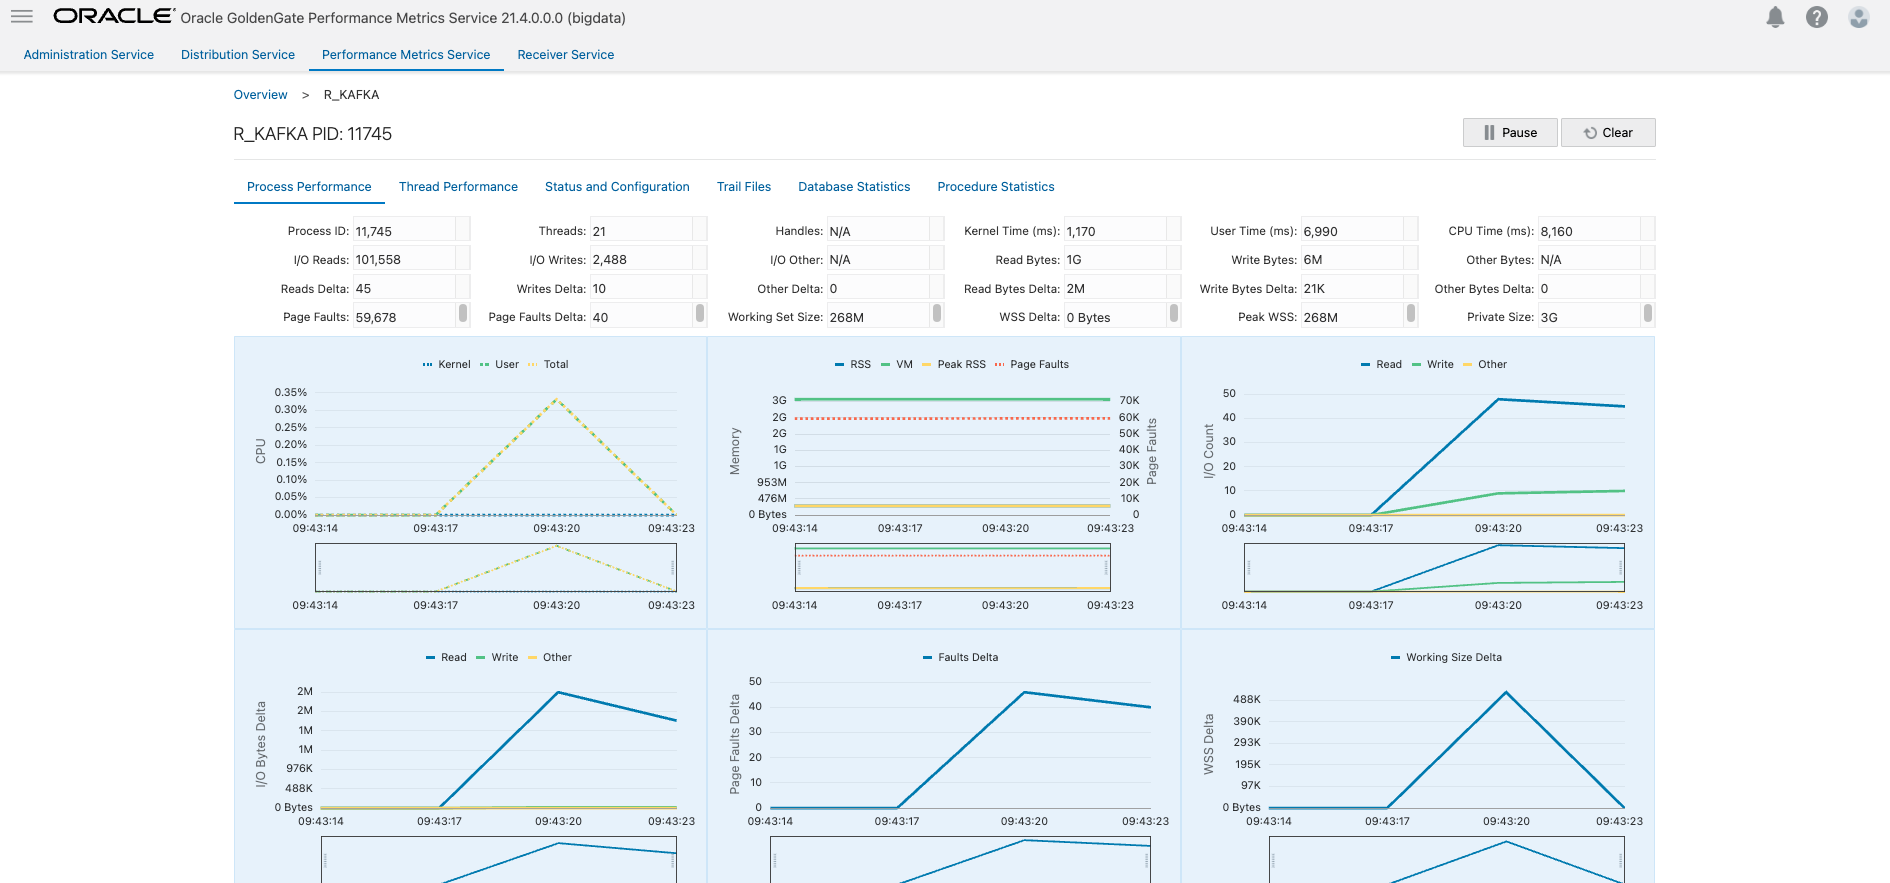 ORACLE Oracle GoldenGate Performance Metrics Service 21.4.0.0.0 (bigdata)
Administration Service Distribution Service Performance Metrics Service Receiver Service
Overview > R_KAFKA
R_KAFKA PID: 11745
Pause Clear
Process Performance Thread Performance Status and Configuration Trail Files Database Statistics Procedure Statistics
Process ID: 11,745 Threads: 21 Handles: N/A Kernel Time (ms): 1,170 User Time (ms): 6,990 CPU Time (ms): 8,160
I/O Reads: 101,558 I/O Writes: 2,488 I/O Other: N/A Read Bytes: 1G Write Bytes: 6M Other Bytes: N/A
Reads Delta: 45 Writes Delta: 10 Other Delta: 0 Read Bytes Delta: 2M Write Bytes Delta: 21K Other Bytes Delta: 0
Page Faults: 59,678 Page Faults Delta: 40 Working Set Size: 268M WSS Delta: 0 Bytes Peak WSS: 268M Private Size: 3G
Kernel User Total
CPU
0.35%
0.30%
0.25%
0.20%
0.15%
0.10%
0.05%
0.00%
09:43:14 09:43:17 09:43:20 09:43:23
09:43:14 09:43:17 09:43:20 09:43:23
RSS VM Peak RSS Page Faults
Memory
3G 70K
2G 60K
2G 50K
1G 40K
1G 30K
953M 20K
476M 10K
0 Bytes 0
Page Faults
09:43:14 09:43:17 09:43:20 09:43:23
09:43:14 09:43:17 09:43:20 09:43:23
Read Write Other
I/O Count
50
40
30
20
10
0
09:43:14 09:43:17 09:43:20 09:43:23
09:43:14 09:43:17 09:43:20 09:43:23
Read Write Other
I/O Bytes Delta
2M
2M
1M
1M
976K
488K
0 Bytes
09:43:14 09:43:17 09:43:20 09:43:23
Faults Delta
Page Faults Delta
50
40
30
20
10
0
09:43:14 09:43:17 09:43:20 09:43:23
Working Size Delta
WSS Delta
488K
390K
293K
195K
97K
0 Bytes
09:43:14 09:43:17 09:43:20 09:43:23